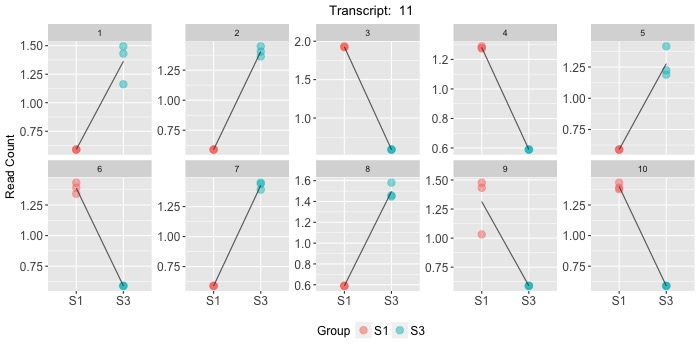 Transcript: 11
Read Count
1 2 3 4 5
1.50 1.25 1.00 0.75
1.25 1.00 0.75
2.0 1.5 1.0
1.2 1.0 0.8 0.6
1.25 1.00 0.75
6 7 8 9 10
1.25 1.00 0.75
1.25 1.00 0.75
1.6 1.4 1.2 1.0 0.8 0.6
1.50 1.25 1.00 0.75
1.25 1.00 0.75
S1 S3 S1 S3 S1 S3 S1 S3 S1 S3
Group S1 S3